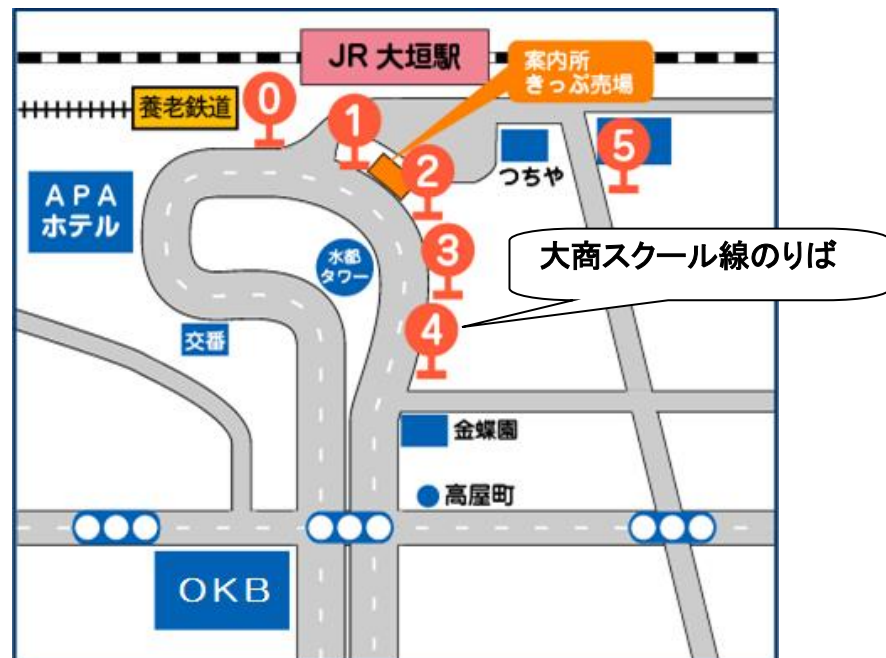 JR 大垣駅
案内所
きっぷ売場
養老鉄道
0
1
2
つちや
5
APA
ホテル
水都
タワー
3
大商スクール線のりば
4
交番
金蝶園
高屋町
OKB